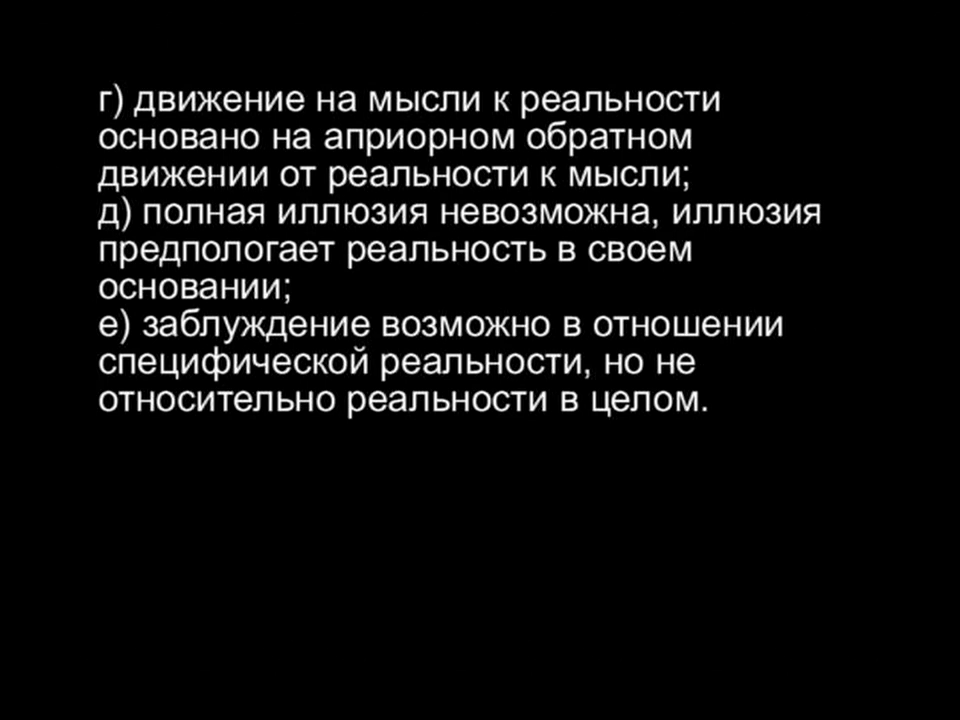 г) движение на мысли к реальности
основано на априорном обратном
движении от реальности к мысли;
д) полная иллюзия невозможна, иллюзия
предпологает реальность в своем
основании;
е) заблуждение возможно в отношении
специфической реальности, но не
относительно реальности в целом.